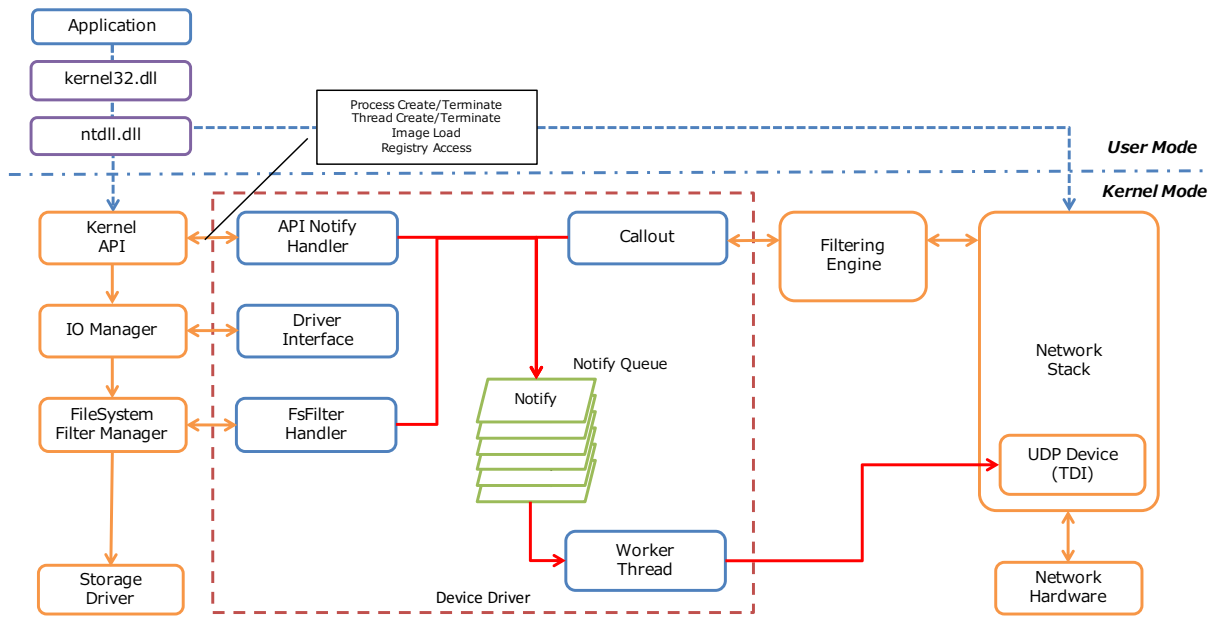 Application
kernel32.dll
ntdll.dll
Process Create/Terminate
Thread Create/Terminate
Image Load
Registry Access
User Mode
Kernel Mode
Kernel
API
API Notify
Handler
Callout
Filtering
Engine
IO Manager
Driver
Interface
Network
Stack
Notify Queue
Notify
FileSystem
Filter Manager
FsFilter
Handler
UDP Device
(TDI)
Worker
Thread
Storage
Driver
Device Driver
Network
Hardware